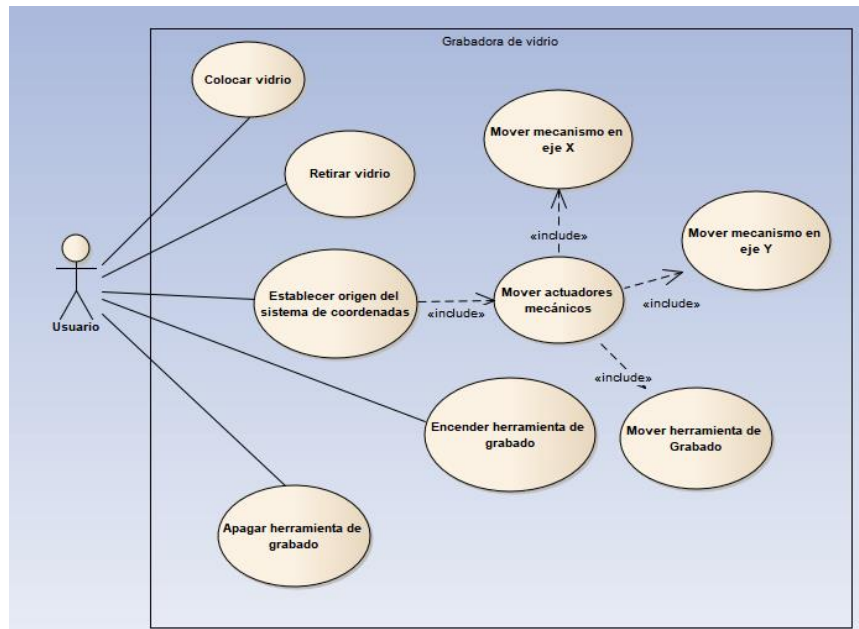 Grabadora de vidrio
Colocar vidrio
Mover mecanismo en
eje X
Retirar vidrio
Mover mecanismo en
eje Y
«include»
Usuario
Establecer origen del
sistema de coordenadas
«include»
Mover actuadores
mecánicos
«include»
«include»
Encender herramienta de
grabado
Mover herramienta de
Grabado
Apagar herramienta de
grabado